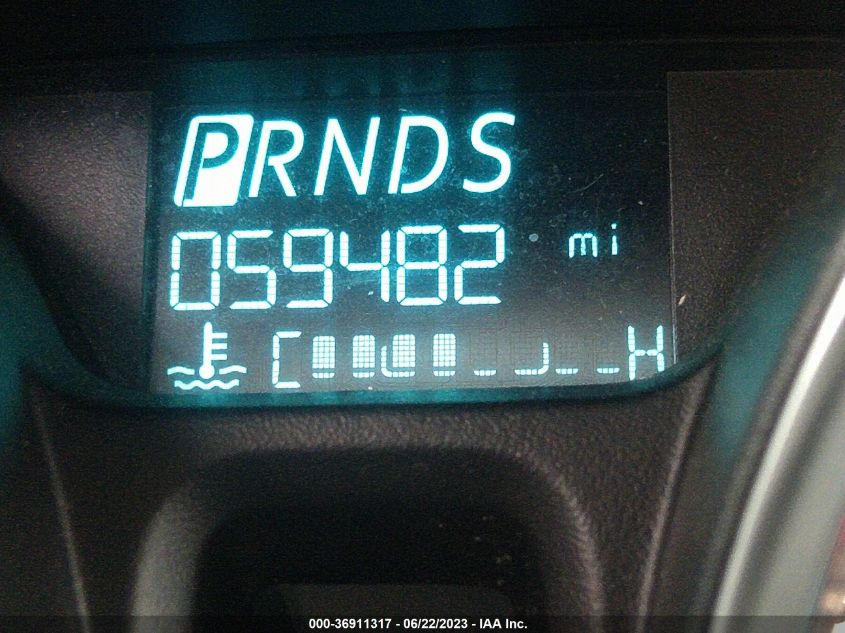 PRNDS
059482 mi
C H
000-36911317 - 06/22/2023 - IAA Inc.